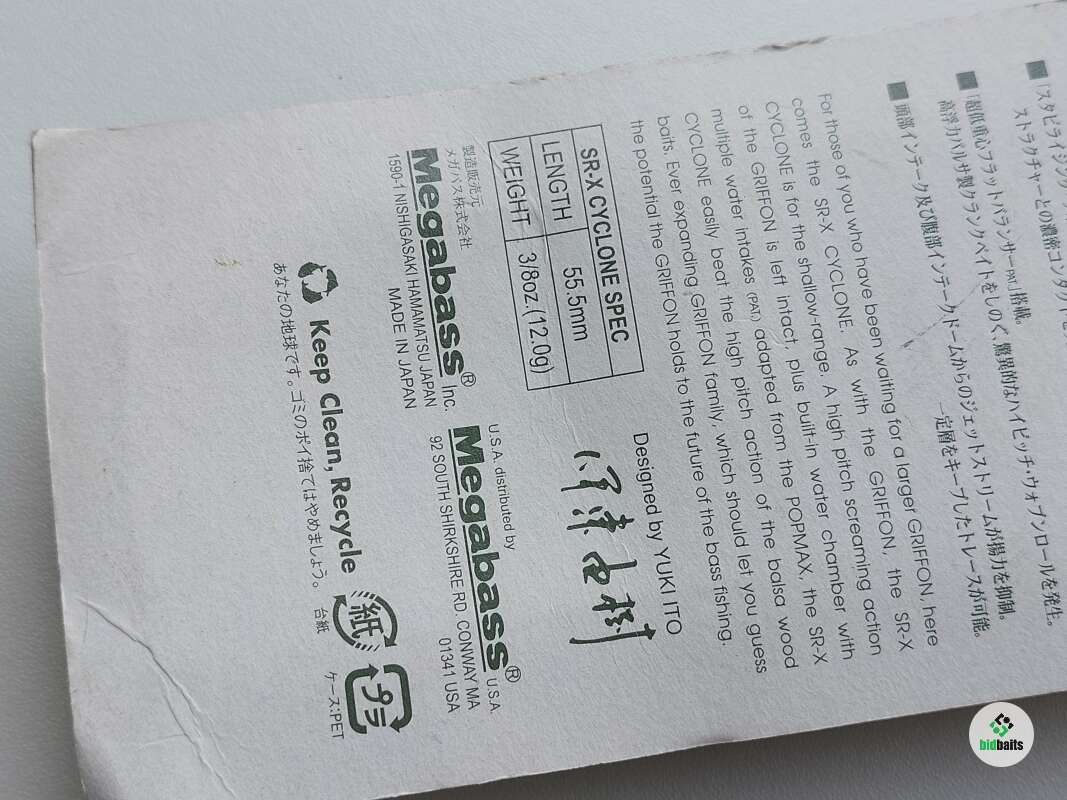 ■「スタビライジング
ストラクチャーとの濃密コンタクト
■「超低重心フラットバランサーPAT.」搭載。
高浮力バルサ製クランクベイトをしのぐ、驚異的なハイピッチ・ウォブンロールを発生。
■ 頭部インテーク及び腹部インテークドームからのジェットストリームが揚力を抑制。
一定層をキープしたトレースが可能。
For those of you who have been waiting for a larger GRIFFON, here
comes the SR-X CYCLONE. As with the GRIFFON, the SR-X
CYCLONE is for the shallow-range. A high pitch screaming action
of the GRIFFON is left intact, plus built-in water chamber with
multiple water intakes (PAT.) adapted from the POPMAX, the SR-X
CYCLONE easily beat the high pitch action of the balsa wood
baits. Ever expanding GRIFFON family, which should let you guess
the potential the GRIFFON holds to the future of the bass fishing.
SR-X CYCLONE SPEC
LENGTH 55.5mm
WEIGHT 3/8oz.(12.0g)
Designed by YUKI ITO
伊津由樹
製造販売元
メガバス株式会社
Megabass® Inc.
1590-1 NISHIGASAKI HAMAMATSU JAPAN
MADE IN JAPAN
U.S.A. distributed by
Megabass® U.S.A.
92 SOUTH SHIRKSHIRE RD. CONWAY MA
01341 USA
Keep Clean, Recycle
あなたの地球です。ゴミのポイ捨てはやめましょう。
紙
台紙
プラ
ケース:PET
bidbaits